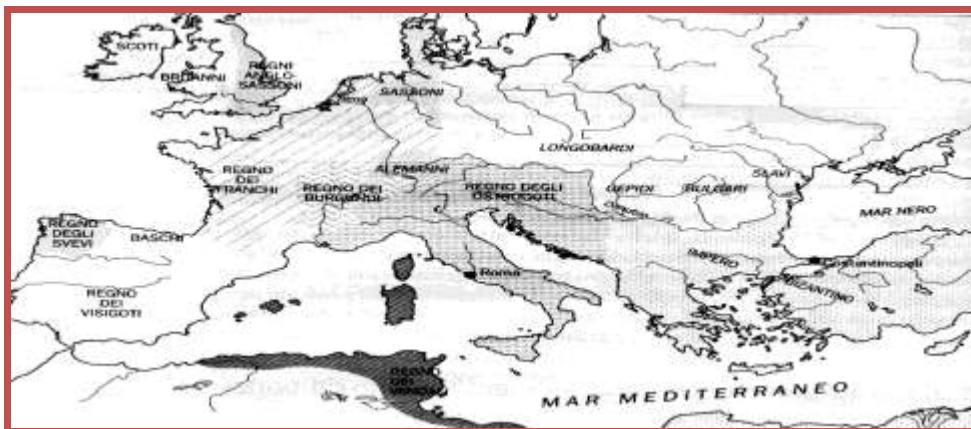 SCOTI
BRITANNI
REGNI
ANGLO-
SASSONI
SASSONI
LONGOBARDI
ALEMANNI
REGNO
DEI
FRANCHI
REGNO DEI
BURGUNDI
REGNO DEGLI
OSTROGOTI
GEPIDI
BULGARI
SLAVI
MAR NERO
REGNO
DEGLI
SVEVI
BASCHI
IMPERO
BIZANTINO
Costantinopoli
Roma
REGNO
DEI
VISIGOTI
REGNO
DEI
VANDALI
MAR MEDITERRANEO